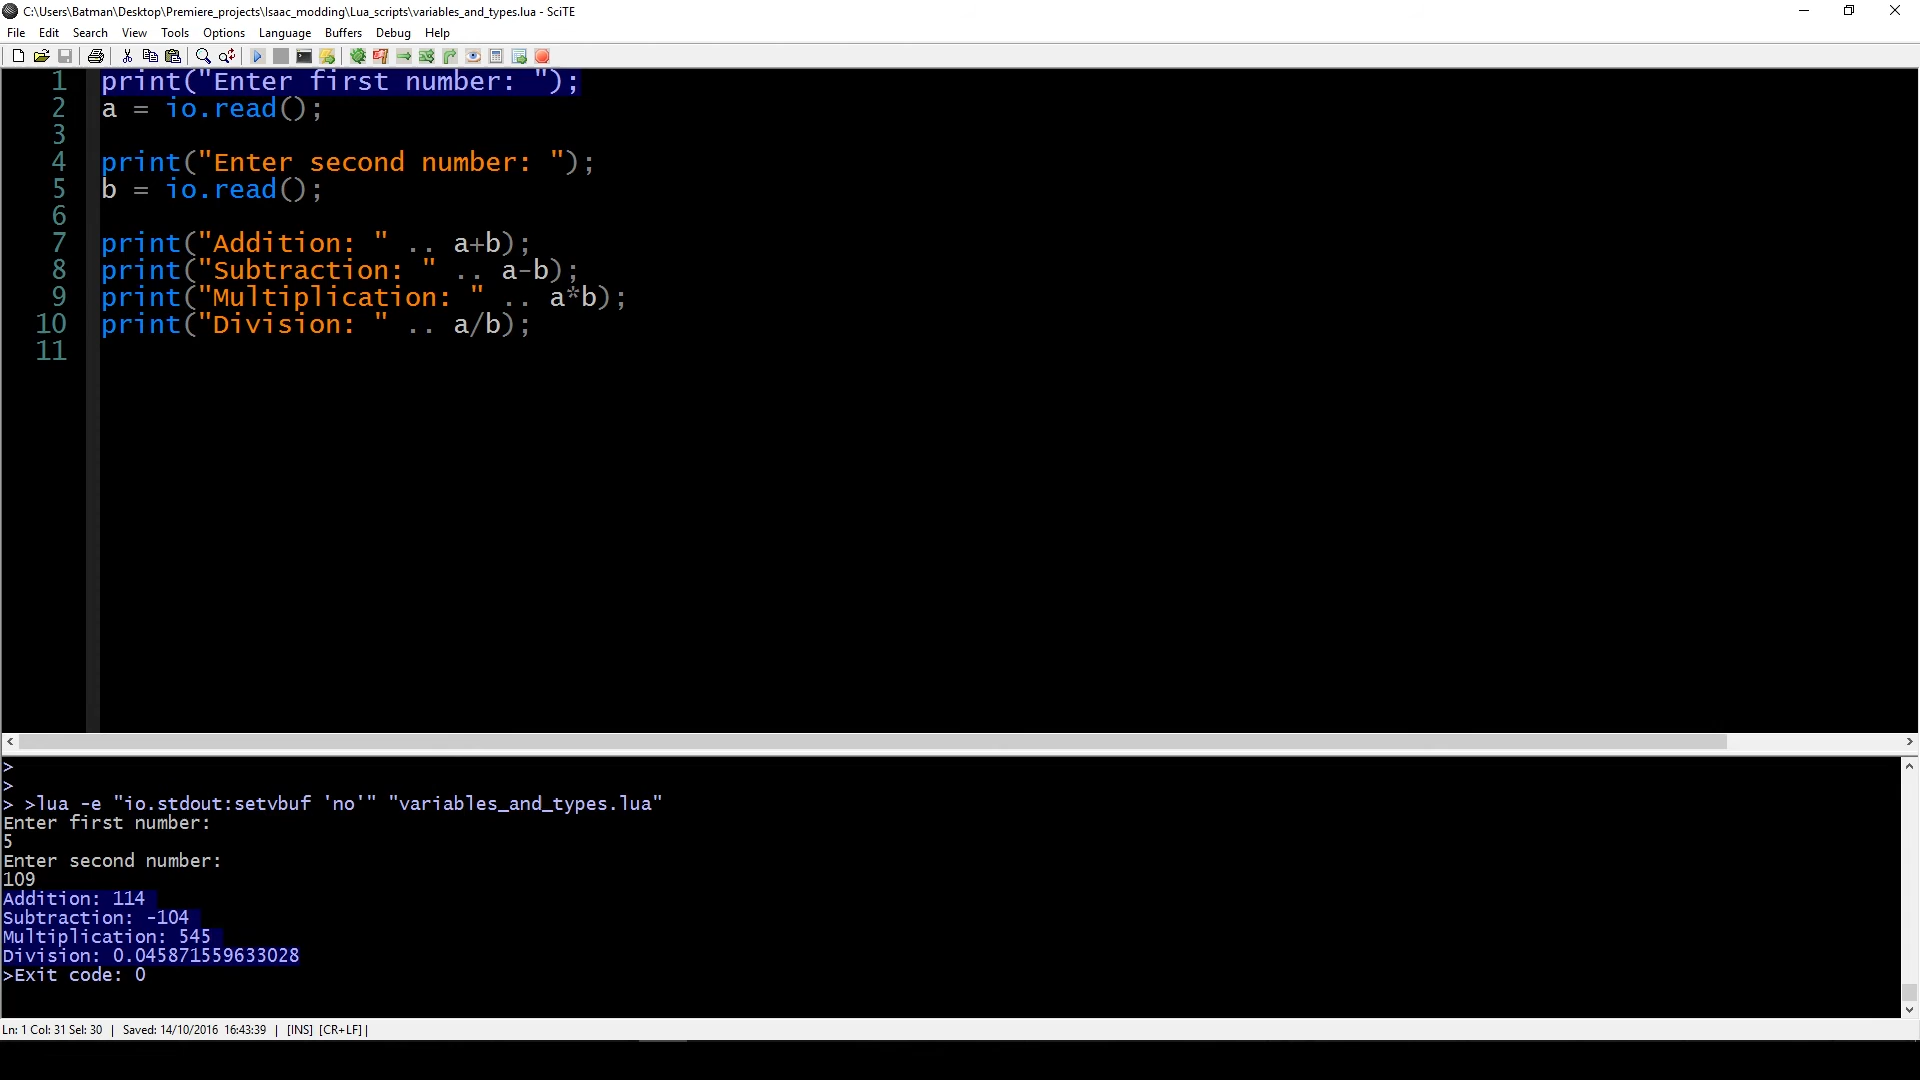 C:\Users\Batman\Desktop\Premiere_projects\Isaac_modding\Lua_scripts\variables_and_types.lua - SciTE
File Edit Search View Tools Options Language Buffers Debug Help
1 print("Enter first number: ");
2 a = io.read();
3
4 print("Enter second number: ");
5 b = io.read();
6
7 print("Addition: " .. a+b);
8 print("Subtraction: " .. a-b);
9 print("Multiplication: " .. a*b);
10 print("Division: " .. a/b);
11
>
>
> >lua -e "io.stdout:setvbuf 'no'" "variables_and_types.lua"
Enter first number:
5
Enter second number:
109
Addition: 114
Subtraction: -104
Multiplication: 545
Division: 0.045871559633028
>Exit code: 0
Ln: 1 Col: 31 Sel: 30 | Saved: 14/10/2016 16:43:39 | [INS] [CR+LF] |